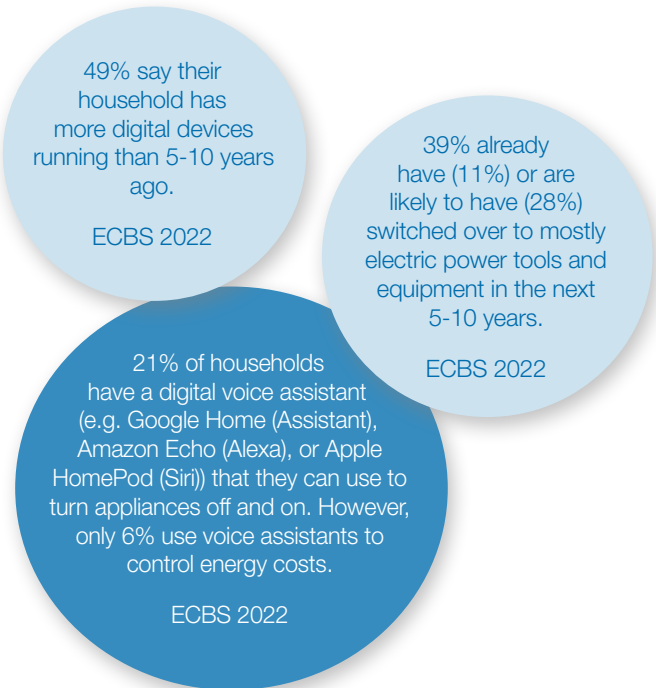 49% say their
household has
more digital devices
running than 5-10 years
ago.
ECBS 2022
39% already
have (11%) or are
likely to have (28%)
switched over to mostly
electric power tools and
equipment in the next
5-10 years.
ECBS 2022
21% of households
have a digital voice assistant
(e.g. Google Home (Assistant),
Amazon Echo (Alexa), or Apple
HomePod (Siri)) that they can use to
turn appliances off and on. However,
only 6% use voice assistants to
control energy costs.
ECBS 2022